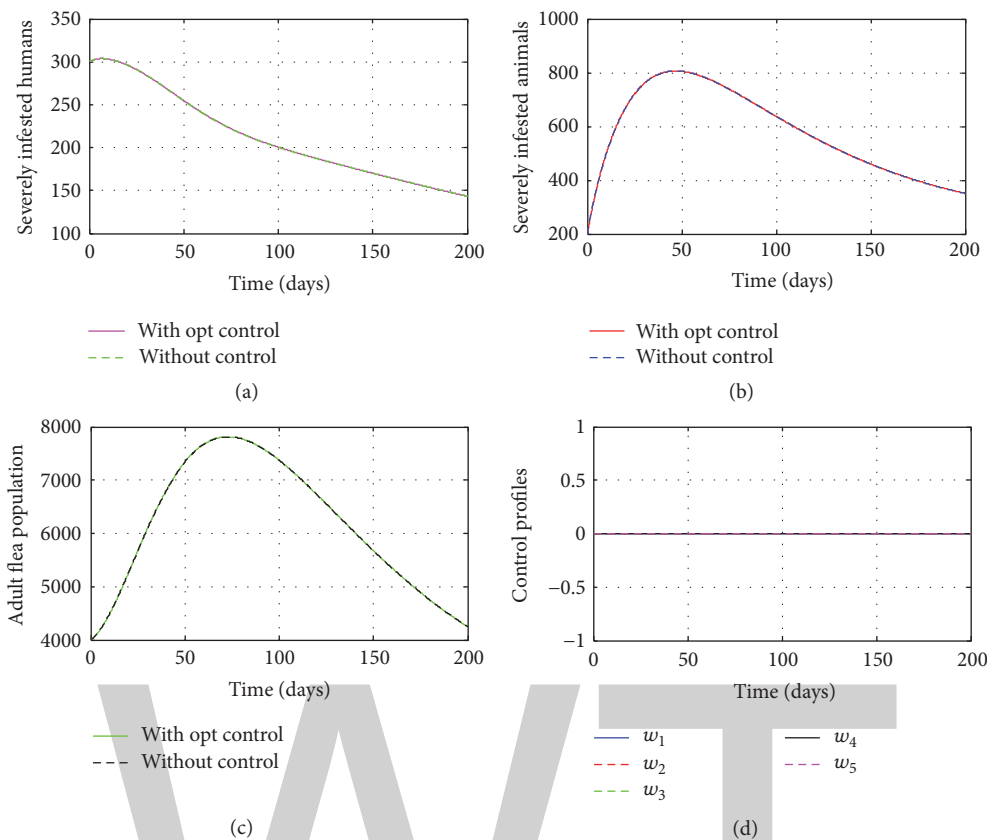 350
300
250
200
150
100
Severely infested humans
0
50
100
150
200
Time (days)
With opt control
Without control
(a)
1000
800
600
400
200
Severely infested animals
0
50
100
150
200
Time (days)
With opt control
Without control
(b)
8000
7000
6000
5000
4000
Adult flea population
0
50
100
150
200
Time (days)
With opt control
Without control
(c)
1
0.5
0
−0.5
−1
Control profiles
0
50
100
150
200
Time (days)
w1
w2
w3
w4
w5
(d)
WT